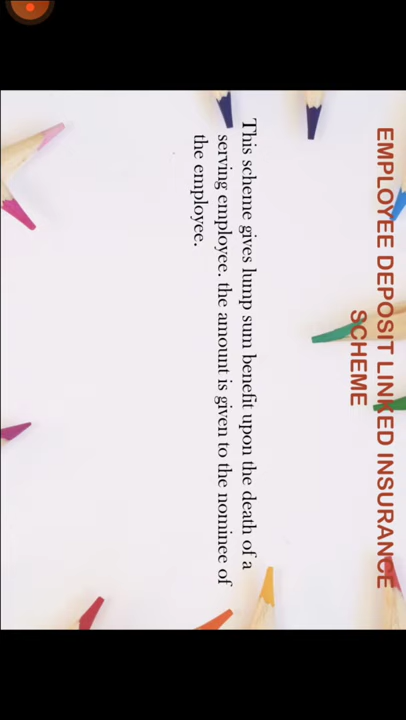 EMPLOYEE DEPOSIT LINKED INSURANCE
SCHEME
This scheme gives lump sum benefit upon the death of a
serving employee. the amount is given to the nominee of
the employee.